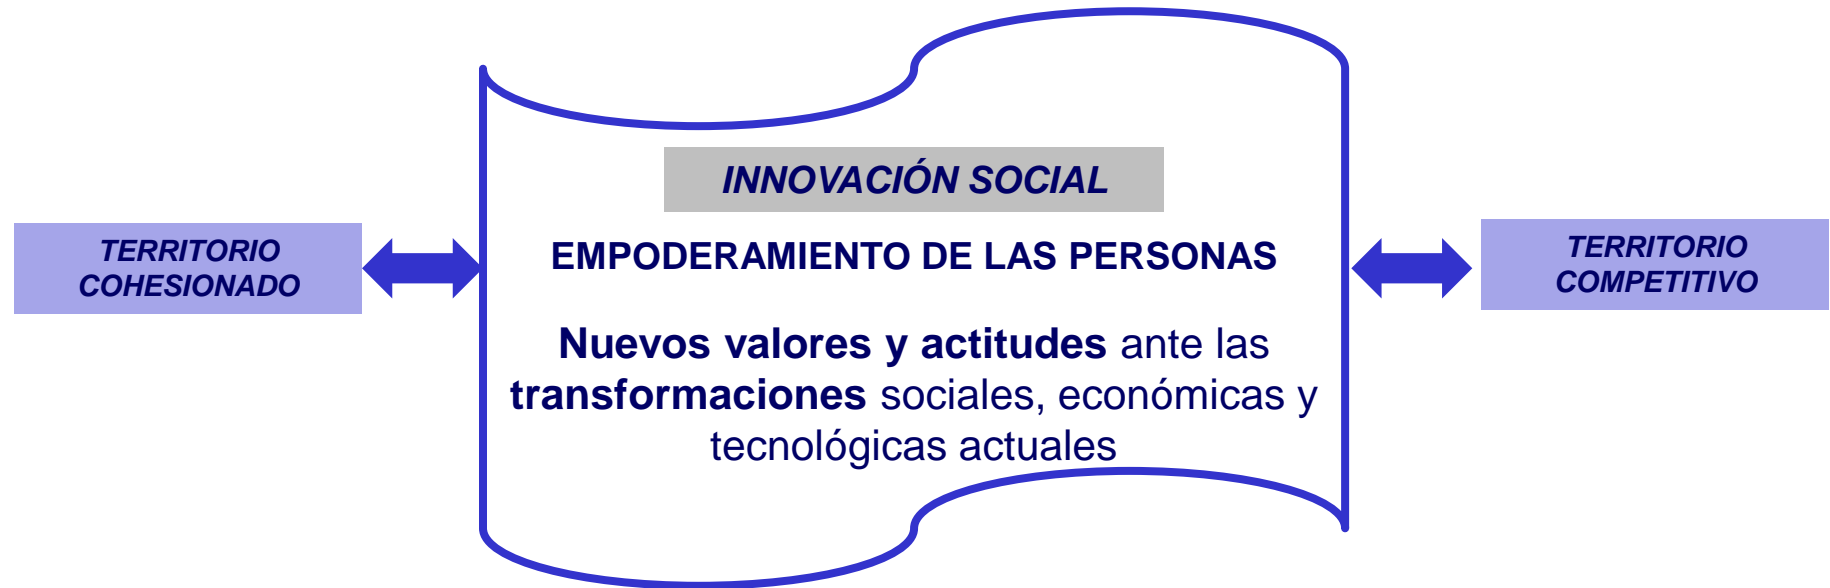 INNOVACIÓN SOCIAL
TERRITORIO
COHESIONADO
EMPODERAMIENTO DE LAS PERSONAS
Nuevos valores y actitudes ante las
transformaciones sociales, económicas y
tecnológicas actuales
TERRITORIO
COMPETITIVO